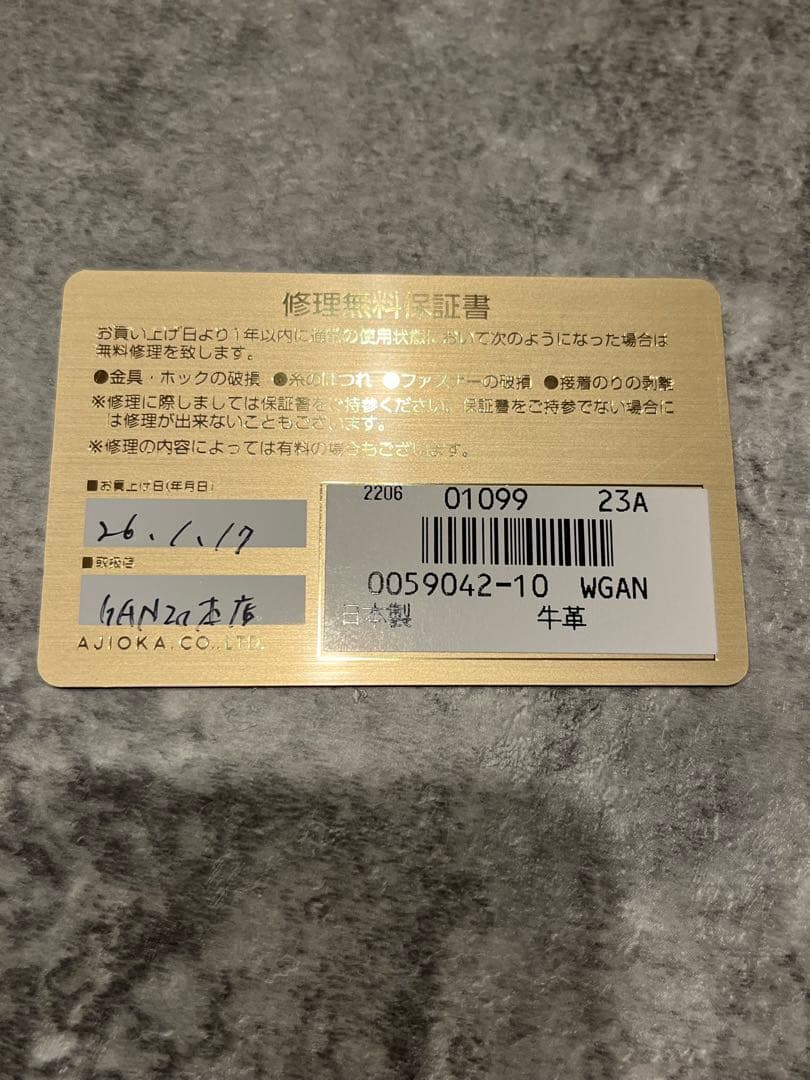 修理無料保証書
お買い上げ日より1年以内に通常の使用状態において次のようになった場合は
無料修理を致します。
●金具・ホックの破損 ●糸のほつれ ●ファスナーの破損 ●接着のりの剥離
※修理に際しましては保証書をご持参ください。保証書をご持参でない場合に
は修理が出来ないこともございます。
※修理の内容によっては有料の場合もございます。
■お買上げ日(年月日)
26.1.17
■取扱店
GANZO本店
AJIOKA.CO.,LTD.
2206 01099 23A
0059042-10 WGAN
日本製 牛革